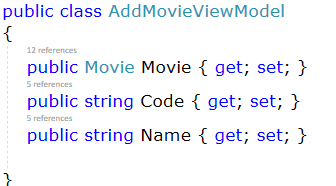 public class AddMovieViewModel
{
12 references
public Movie Movie { get; set; }
5 references
public string Code { get; set; }
5 references
public string Name { get; set; }
}